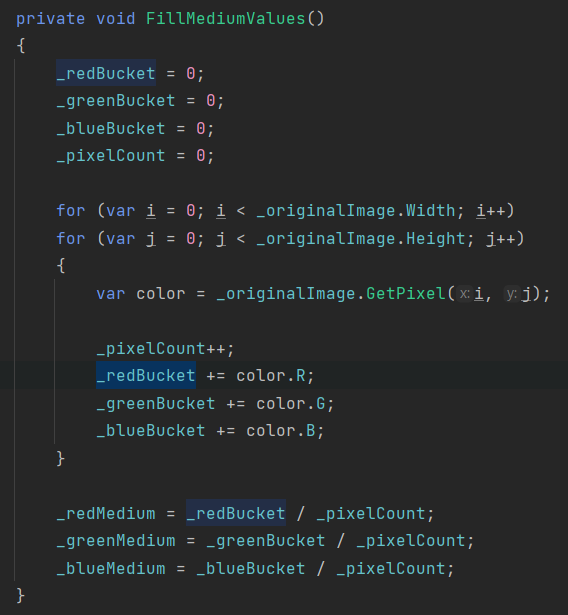 private void FillMediumValues()
{
    _redBucket = 0;
    _greenBucket = 0;
    _blueBucket = 0;
    _pixelCount = 0;

    for (var i = 0; i < _originalImage.Width; i++)
    for (var j = 0; j < _originalImage.Height; j++)
    {
        var color = _originalImage.GetPixel(x: i, y: j);

        _pixelCount++;
        _redBucket += color.R;
        _greenBucket += color.G;
        _blueBucket += color.B;
    }

    _redMedium = _redBucket / _pixelCount;
    _greenMedium = _greenBucket / _pixelCount;
    _blueMedium = _blueBucket / _pixelCount;
}